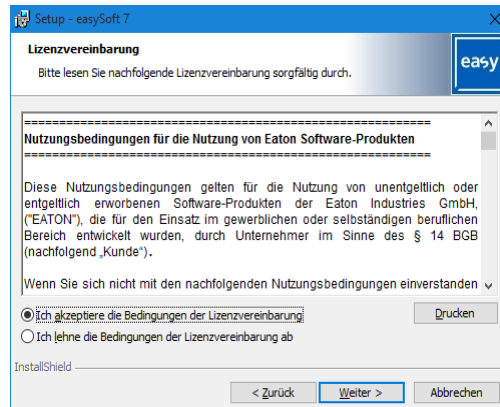 Setup - easySoft 7
Lizenzvereinbarung
Bitte lesen Sie nachfolgende Lizenzvereinbarung sorgfältig durch.
easy
==================================================
Nutzungsbedingungen für die Nutzung von Eaton Software-Produkten
==================================================
Diese Nutzungsbedingungen gelten für die Nutzung von unentgeltlich oder
entgeltlich erworbenen Software-Produkten der Eaton Industries GmbH,
("EATON"), die für den Einsatz im gewerblichen oder selbständigen beruflichen
Bereich entwickelt wurden, durch Unternehmer im Sinne des § 14 BGB
(nachfolgend „Kunde").
Wenn Sie sich nicht mit den nachfolgenden Nutzungsbedingungen einverstanden
Ich akzeptiere die Bedingungen der Lizenzvereinbarung
Drucken
Ich lehne die Bedingungen der Lizenzvereinbarung ab
InstallShield
< Zurück
Weiter >
Abbrechen